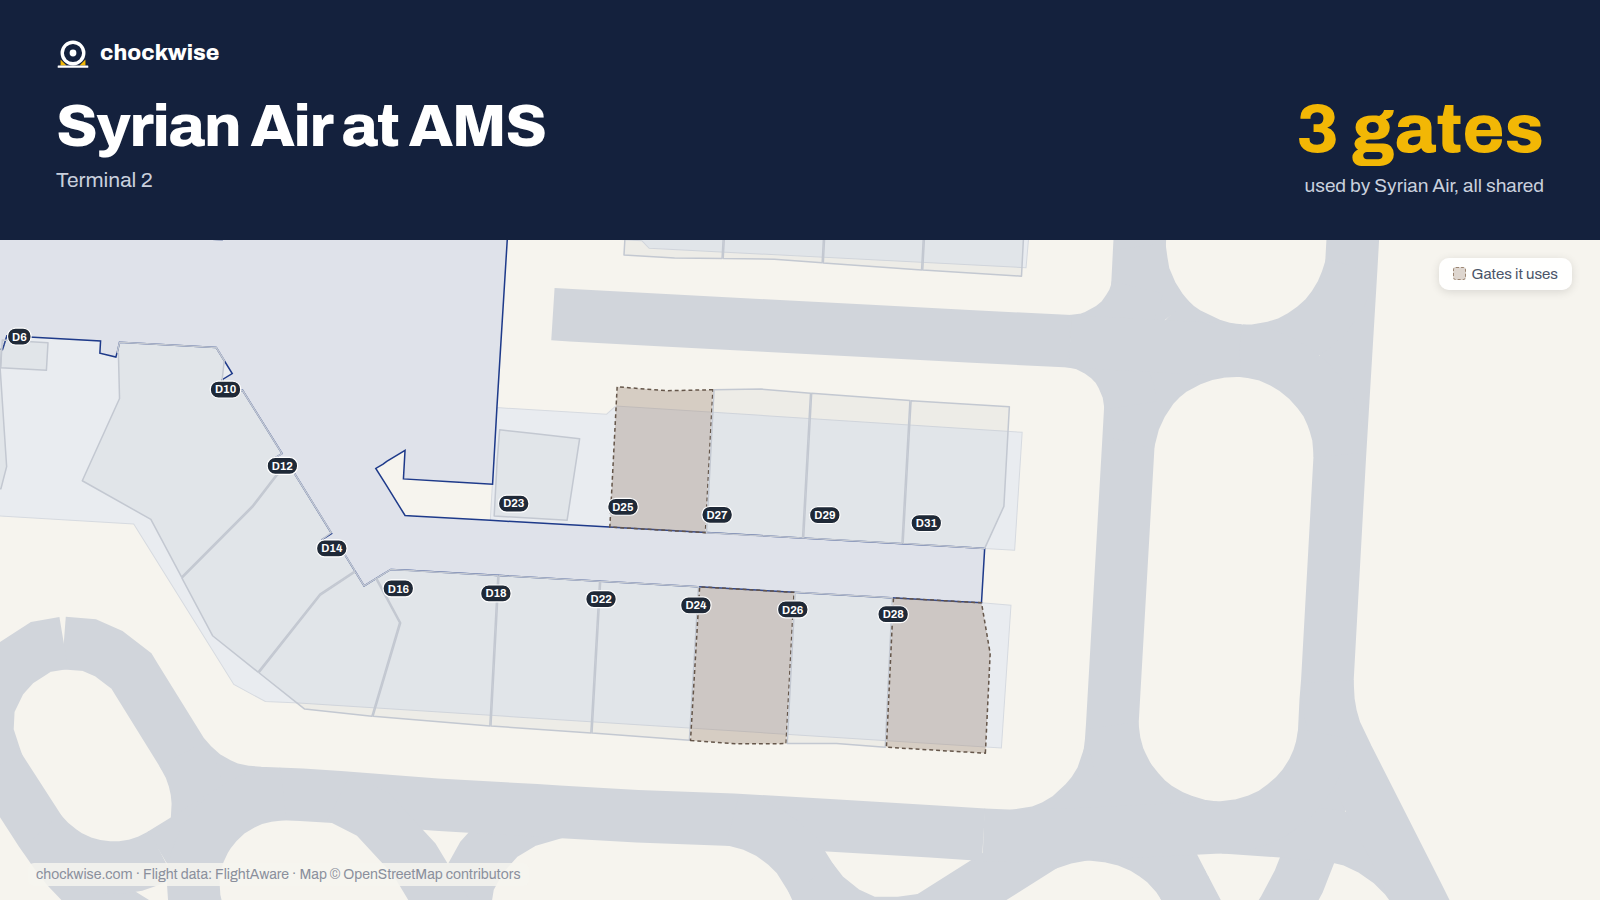 chockwise
Syrian Air at AMS
Terminal 2
3 gates
used by Syrian Air, all shared
Gates it uses
D6
D10
D12
D14
D23
D25
D27
D29
D31
D16
D18
D22
D24
D26
D28
chockwise.com · Flight data: FlightAware · Map © OpenStreetMap contributors